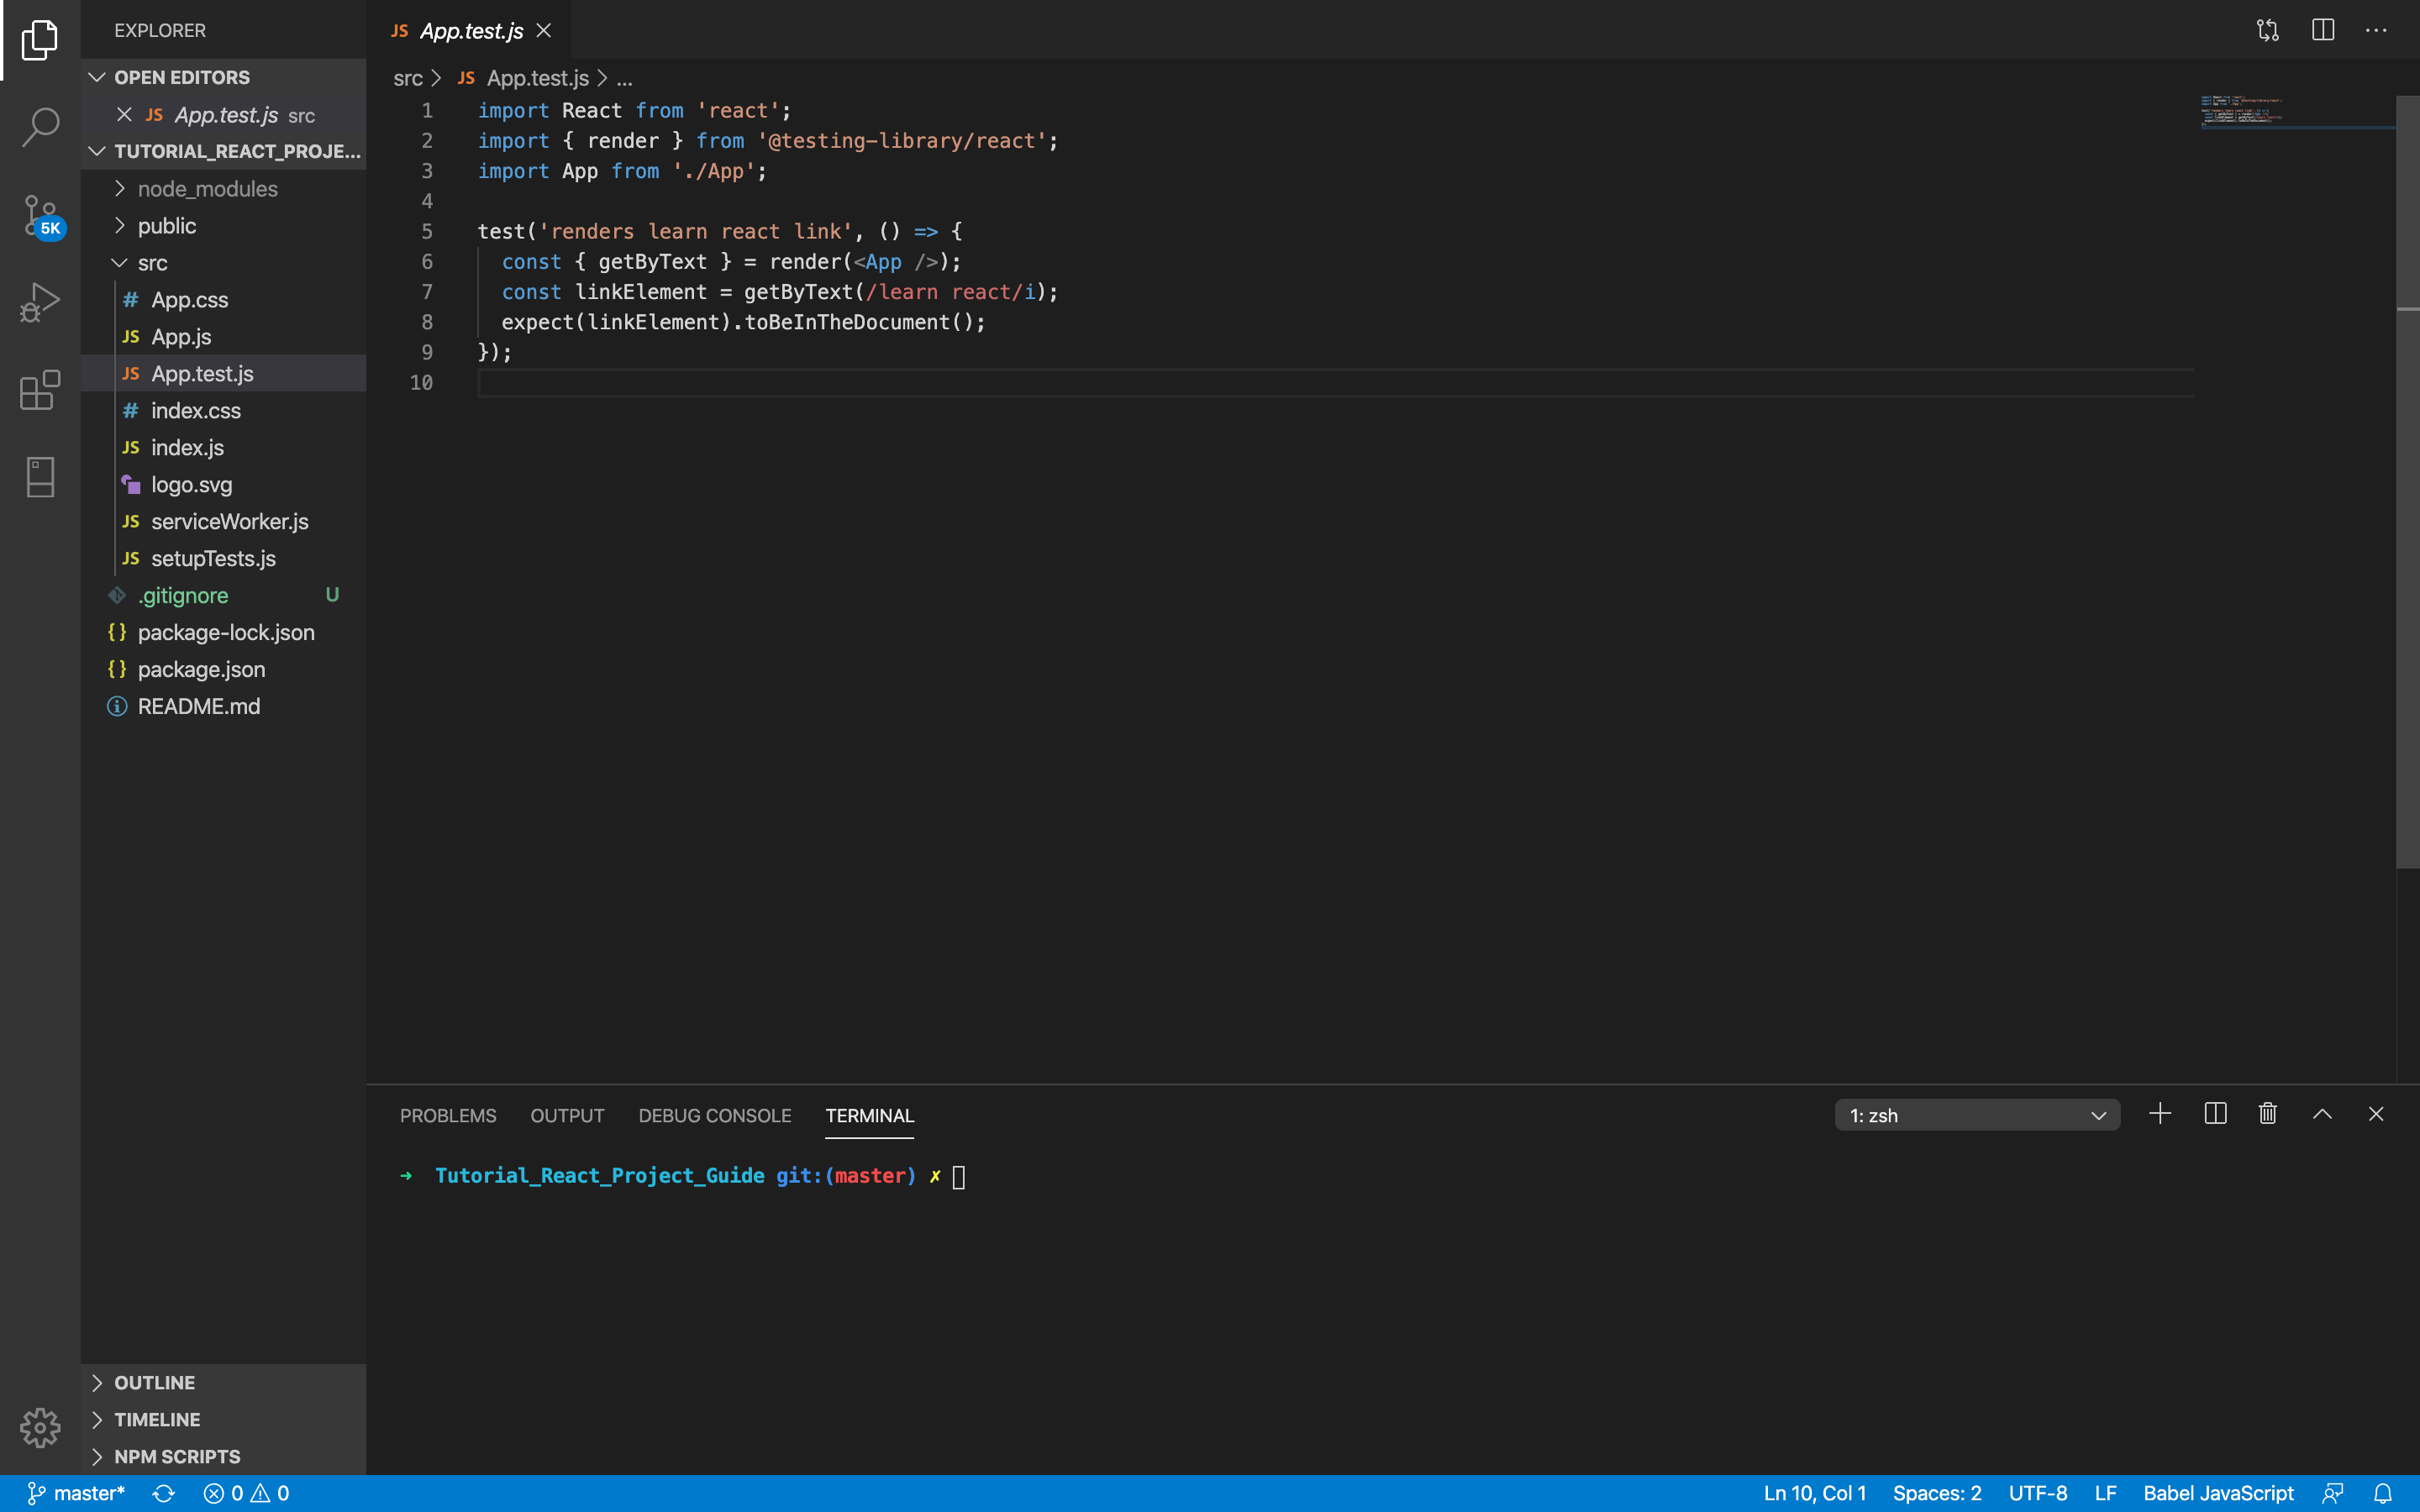 EXPLORER
OPEN EDITORS
JS App.test.js src
TUTORIAL_REACT_PROJE...
node_modules
public
src
# App.css
JS App.js
JS App.test.js
# index.css
JS index.js
logo.svg
JS serviceWorker.js
JS setupTests.js
.gitignore U
{} package-lock.json
{} package.json
README.md
OUTLINE
TIMELINE
NPM SCRIPTS
5K
JS App.test.js
src > JS App.test.js > ...
1 import React from 'react';
2 import { render } from '@testing-library/react';
3 import App from './App';
4
5 test('renders learn react link', () => {
6 const { getByText } = render(<App />);
7 const linkElement = getByText(/learn react/i);
8 expect(linkElement).toBeInTheDocument();
9 });
10
PROBLEMS OUTPUT DEBUG CONSOLE TERMINAL 1: zsh
→ Tutorial_React_Project_Guide git:(master) ✗
master* 0 0 Ln 10, Col 1 Spaces: 2 UTF-8 LF Babel JavaScript